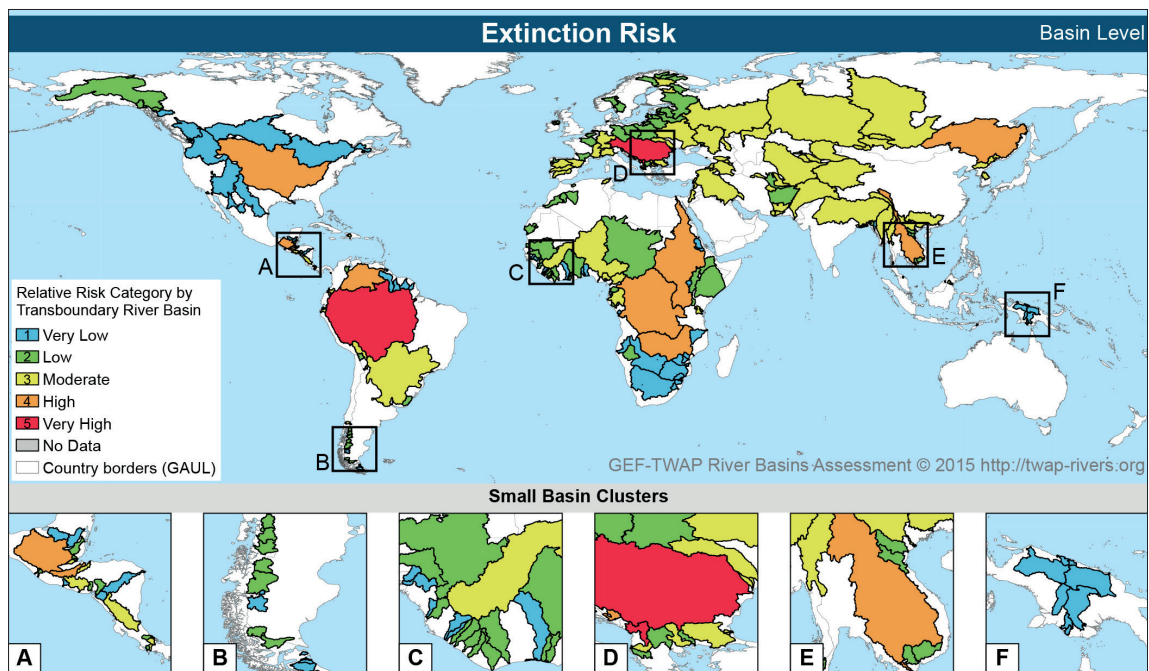 Extinction Risk
Basin Level
A
B
C
D
E
F
Relative Risk Category by
Transboundary River Basin
1 Very Low
2 Low
3 Moderate
4 High
5 Very High
No Data
Country borders (GAUL)
GEF-TWAP River Basins Assessment © 2015 http://twap-rivers.org
Small Basin Clusters
A
B
C
D
E
F